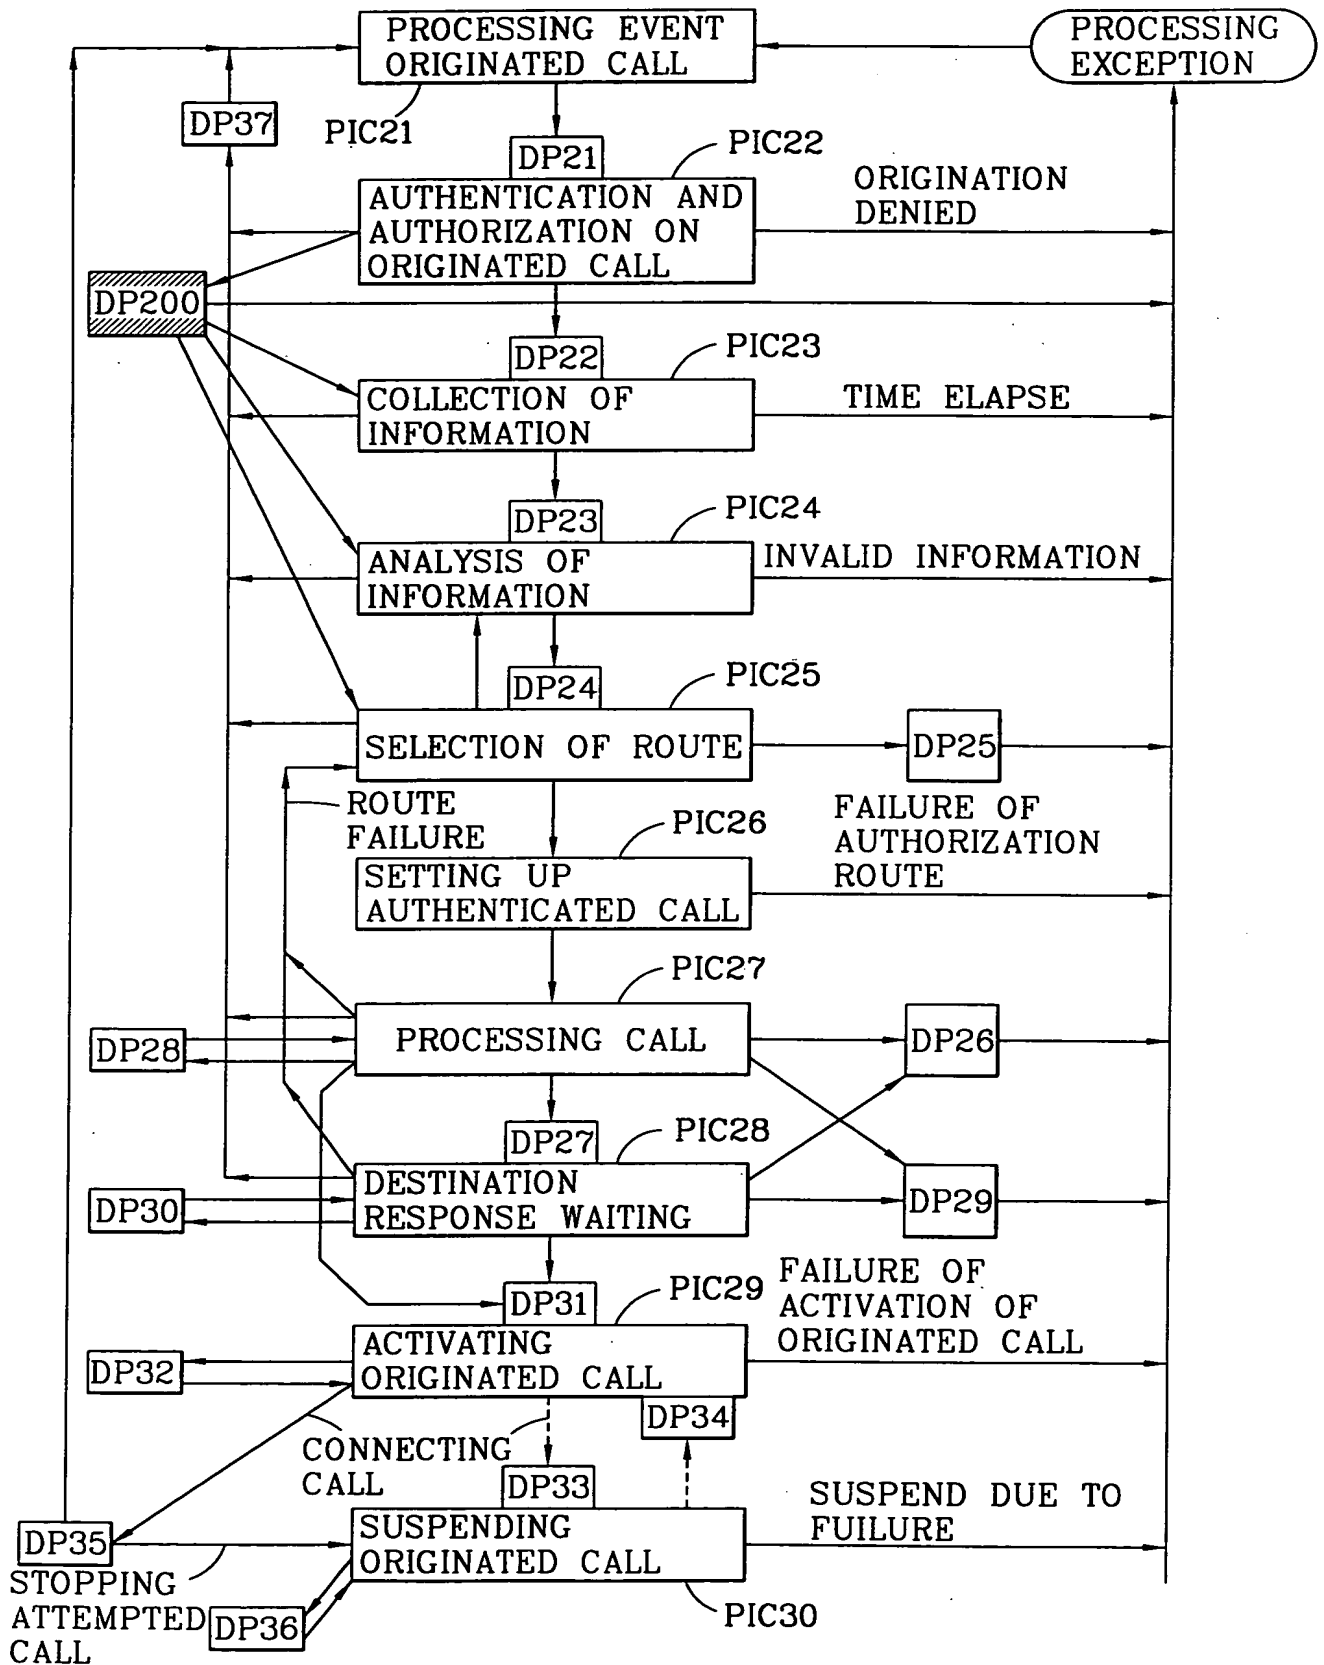 PROCESSING EVENT
ORIGINATED CALL
PROCESSING
EXCEPTION
DP37
PIC21
DP21
PIC22
AUTHENTICATION AND
AUTHORIZATION ON
ORIGINATED CALL
ORIGINATION
DENIED
DP200
DP22
PIC23
COLLECTION OF
INFORMATION
TIME ELAPSE
DP23
PIC24
ANALYSIS OF
INFORMATION
INVALID INFORMATION
DP24
PIC25
SELECTION OF ROUTE
DP25
ROUTE
FAILURE
PIC26
FAILURE OF
AUTHORIZATION
ROUTE
SETTING UP
AUTHENTICATED CALL
PIC27
DP28
PROCESSING CALL
DP26
DP27
PIC28
DP30
DESTINATION
RESPONSE WAITING
DP29
DP31
PIC29
FAILURE OF
ACTIVATION OF
ORIGINATED CALL
DP32
ACTIVATING
ORIGINATED CALL
DP34
CONNECTING
CALL
DP33
DP35
SUSPENDING
ORIGINATED CALL
SUSPEND DUE TO
FUILURE
STOPPING
ATTEMPTED
CALL
DP36
PIC30